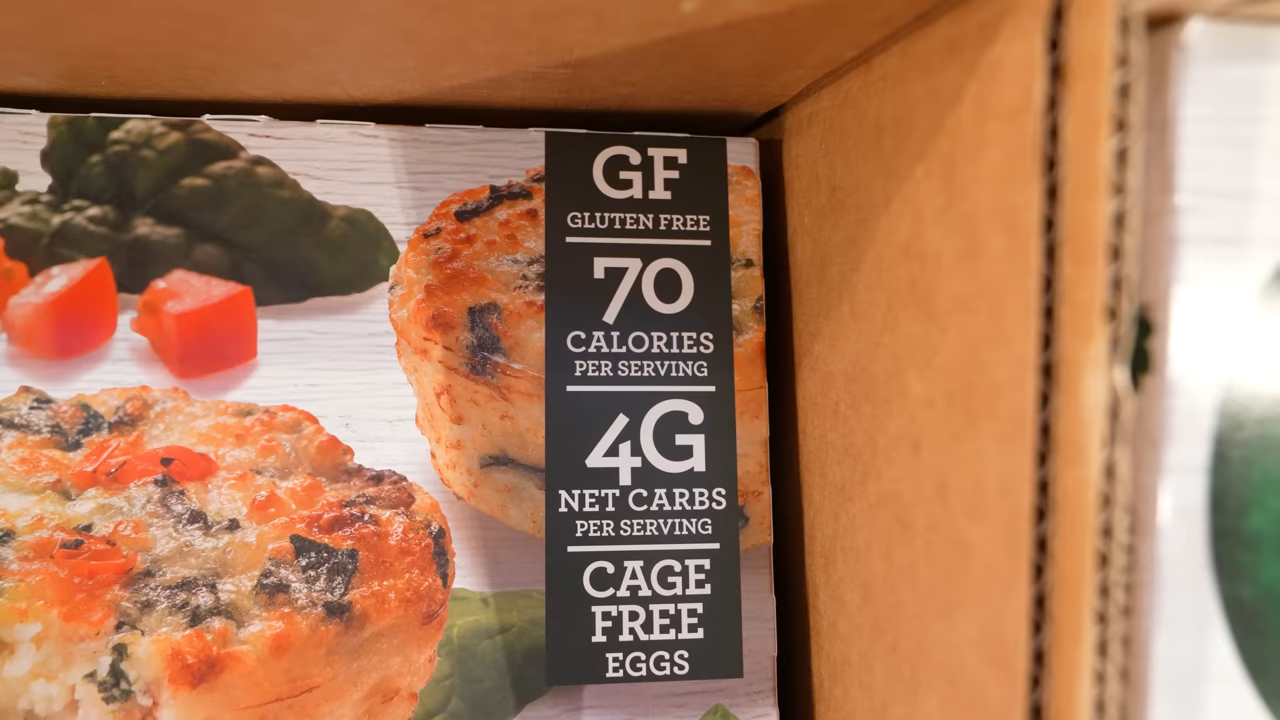 GF
GLUTEN FREE
70
CALORIES
PER SERVING
4G
NET CARBS
PER SERVING
CAGE
FREE
EGGS